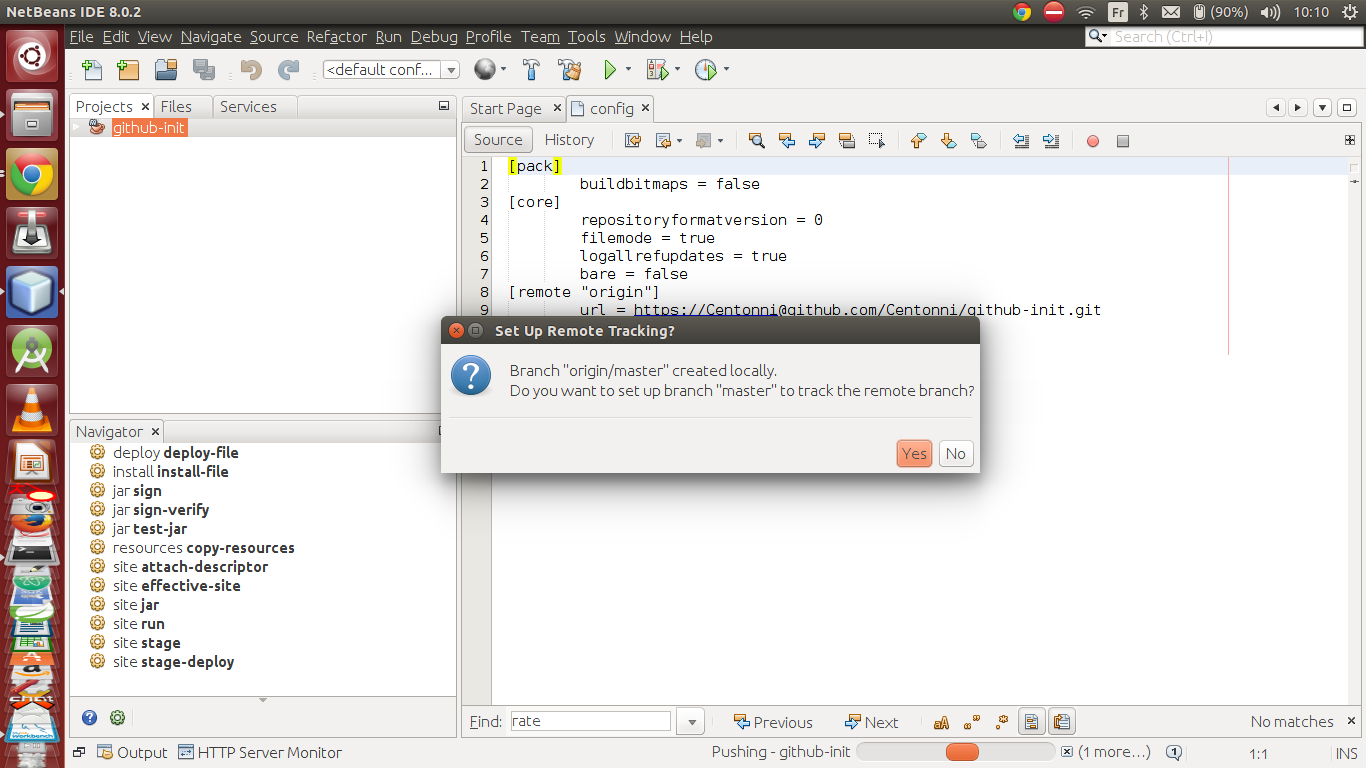 NetBeans IDE 8.0.2
Fr
(90%)
10:10
File Edit View Navigate Source Refactor Run Debug Profile Team Tools Window Help
Search (Ctrl+I)
<default conf...
Projects Files Services
Start Page config
github-init
Source History
1 [pack]
2 buildbitmaps = false
3 [core]
4 repositoryformatversion = 0
5 filemode = true
6 logallrefupdates = true
7 bare = false
8 [remote "origin"]
9 url = https://Centonni@github.com/Centonni/github-init.git
Set Up Remote Tracking?
Branch "origin/master" created locally.
Do you want to set up branch "master" to track the remote branch?
Yes No
Navigator
deploy deploy-file
install install-file
jar sign
jar sign-verify
jar test-jar
resources copy-resources
site attach-descriptor
site effective-site
site jar
site run
site stage
site stage-deploy
Find: rate Previous Next No matches
Output HTTP Server Monitor Pushing - github-init (1 more...) 1 1:1 INS